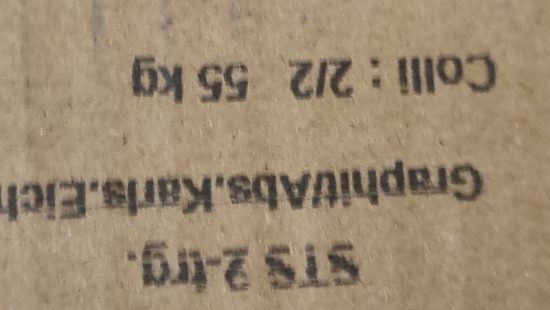 STS 2-trg.
Graphit/Abs.Karls.Eich
Colli : 2/2 55 kg